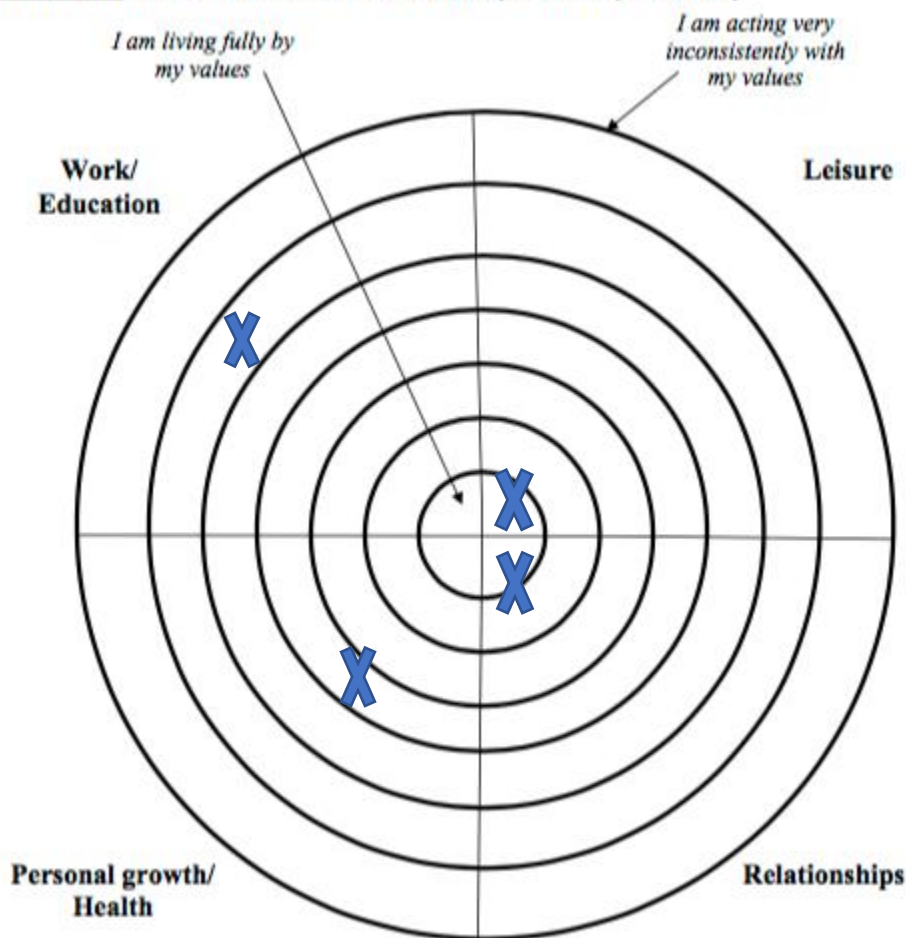 I am living fully by
my values
I am acting very
inconsistently with
my values
Work/
Education
Leisure
Personal growth/
Health
Relationships